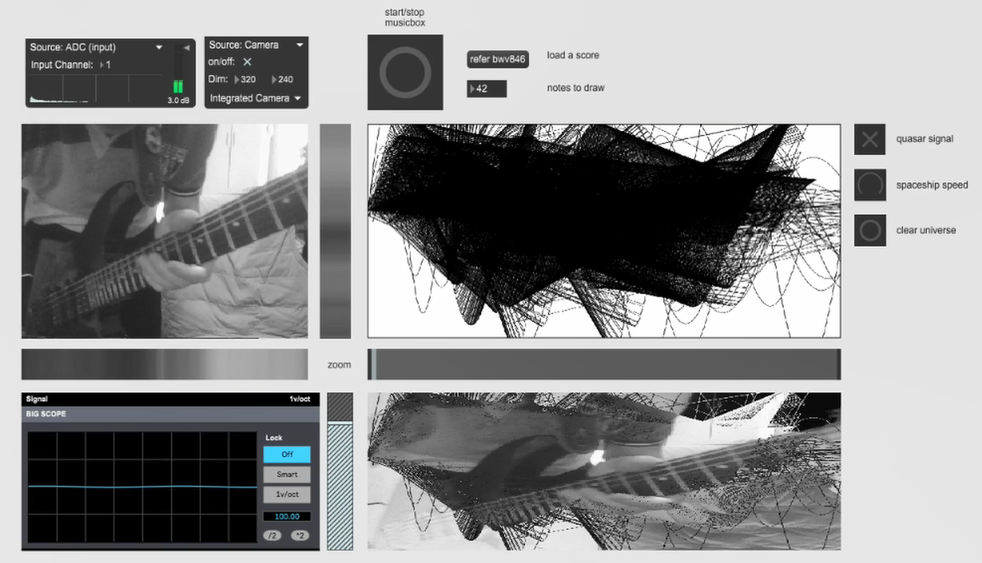 start/stop
musicbox
Source: ADC (input)
Input Channel: 1
3.0 dB
Source: Camera
on/off:
Dim: 320 240
Integrated Camera
refer bwv846
load a score
42
notes to draw
quasar signal
spaceship speed
clear universe
zoom
Signal 1v/oct
BIG SCOPE
Lock
Off
Smart
1v/oct
100.00
/2 *2